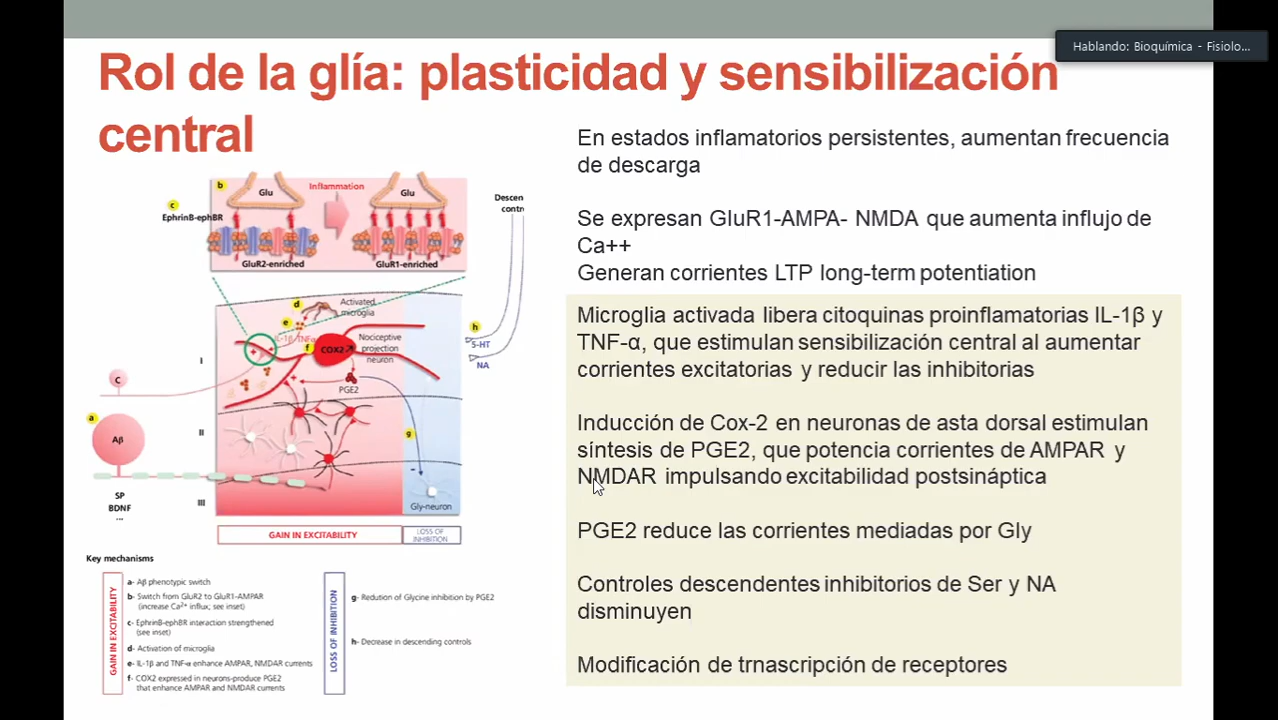 Hablando: Bioquímica - Fisiolo...
Rol de la glía: plasticidad y sensibilización
central
En estados inflamatorios persistentes, aumentan frecuencia
de descarga
Se expresan GluR1-AMPA- NMDA que aumenta influjo de
Ca++
Generan corrientes LTP long-term potentiation
Microglia activada libera citoquinas proinflamatorias IL-1β y
TNF-α, que estimulan sensibilización central al aumentar
corrientes excitatorias y reducir las inhibitorias
Inducción de Cox-2 en neuronas de asta dorsal estimulan
síntesis de PGE2, que potencia corrientes de AMPAR y
NMDAR impulsando excitabilidad postsináptica
PGE2 reduce las corrientes mediadas por Gly
Controles descendentes inhibitorios de Ser y NA
disminuyen
Modificación de trnascripción de receptores
b
Glu
Inflammation
Glu
c
EphrinB-ephBR
GluR2-enriched
GluR1-enriched
Descen
contro
d
Activated
microglia
e
IL-1β TNFα
f
COX2
Nociceptive
projection
neuron
h
5-HT
NA
I
C
PGE2
a
Aβ
II
g
SP
BDNF
...
III
Gly-neuron
GAIN IN EXCITABILITY
LOSS OF
INHIBITION
Key mechanisms
GAIN IN EXCITABILITY
a- Aβ phenotypic switch
b- Switch from GluR2 to GluR1-AMPAR
(increase Ca²⁺ influx; see inset)
c- EphrinB-ephBR interaction strengthened
(see inset)
d- Activation of microglia
e- IL-1β and TNF-α enhance AMPAR, NMDAR currents
f- COX2 expressed in neurons-produce PGE2
that enhance AMPAR and NMDAR currents
LOSS OF INHIBITION
g- Redution of Glycine inhibition by PGE2
h- Decrease in descending controls